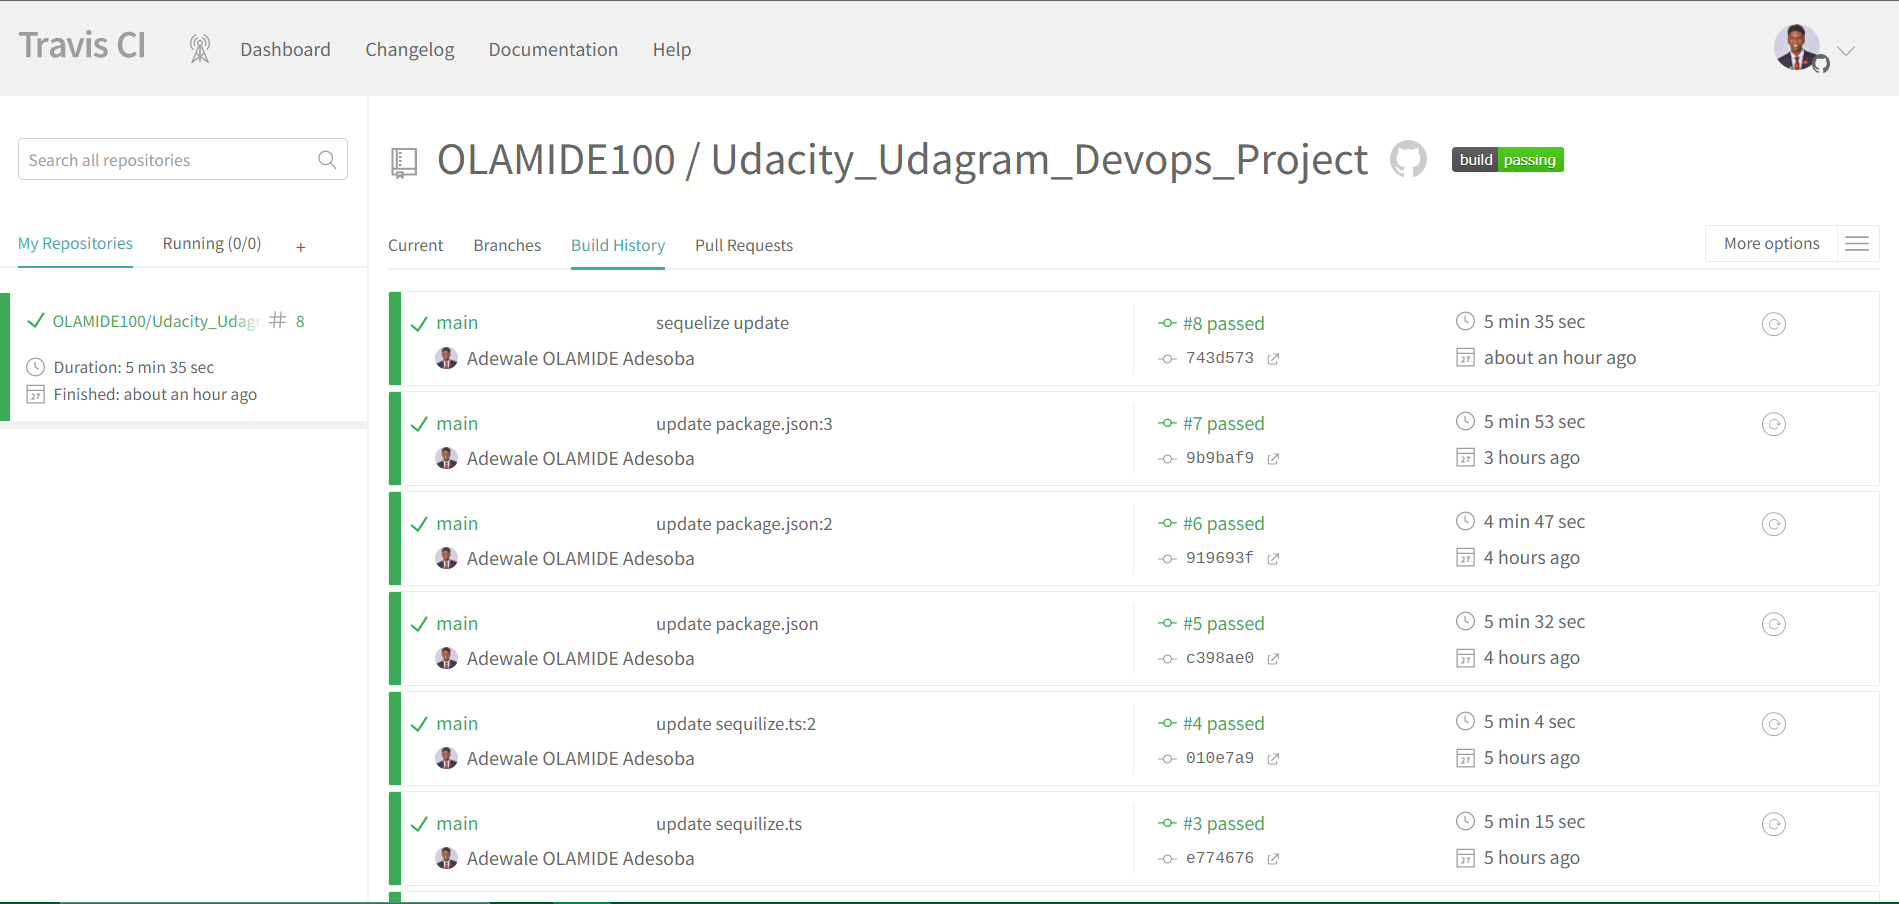 Travis CI Dashboard Changelog Documentation Help
Search all repositories
My Repositories Running (0/0) +
OLAMIDE100/Udacity_Udag # 8
Duration: 5 min 35 sec
Finished: about an hour ago
OLAMIDE100 / Udacity_Udagram_Devops_Project build passing
Current Branches Build History Pull Requests More options
main sequelize update #8 passed 5 min 35 sec
Adewale OLAMIDE Adesoba 743d573 about an hour ago
main update package.json:3 #7 passed 5 min 53 sec
Adewale OLAMIDE Adesoba 9b9baf9 3 hours ago
main update package.json:2 #6 passed 4 min 47 sec
Adewale OLAMIDE Adesoba 919693f 4 hours ago
main update package.json #5 passed 5 min 32 sec
Adewale OLAMIDE Adesoba c398ae0 4 hours ago
main update sequilize.ts:2 #4 passed 5 min 4 sec
Adewale OLAMIDE Adesoba 010e7a9 5 hours ago
main update sequilize.ts #3 passed 5 min 15 sec
Adewale OLAMIDE Adesoba e774676 5 hours ago